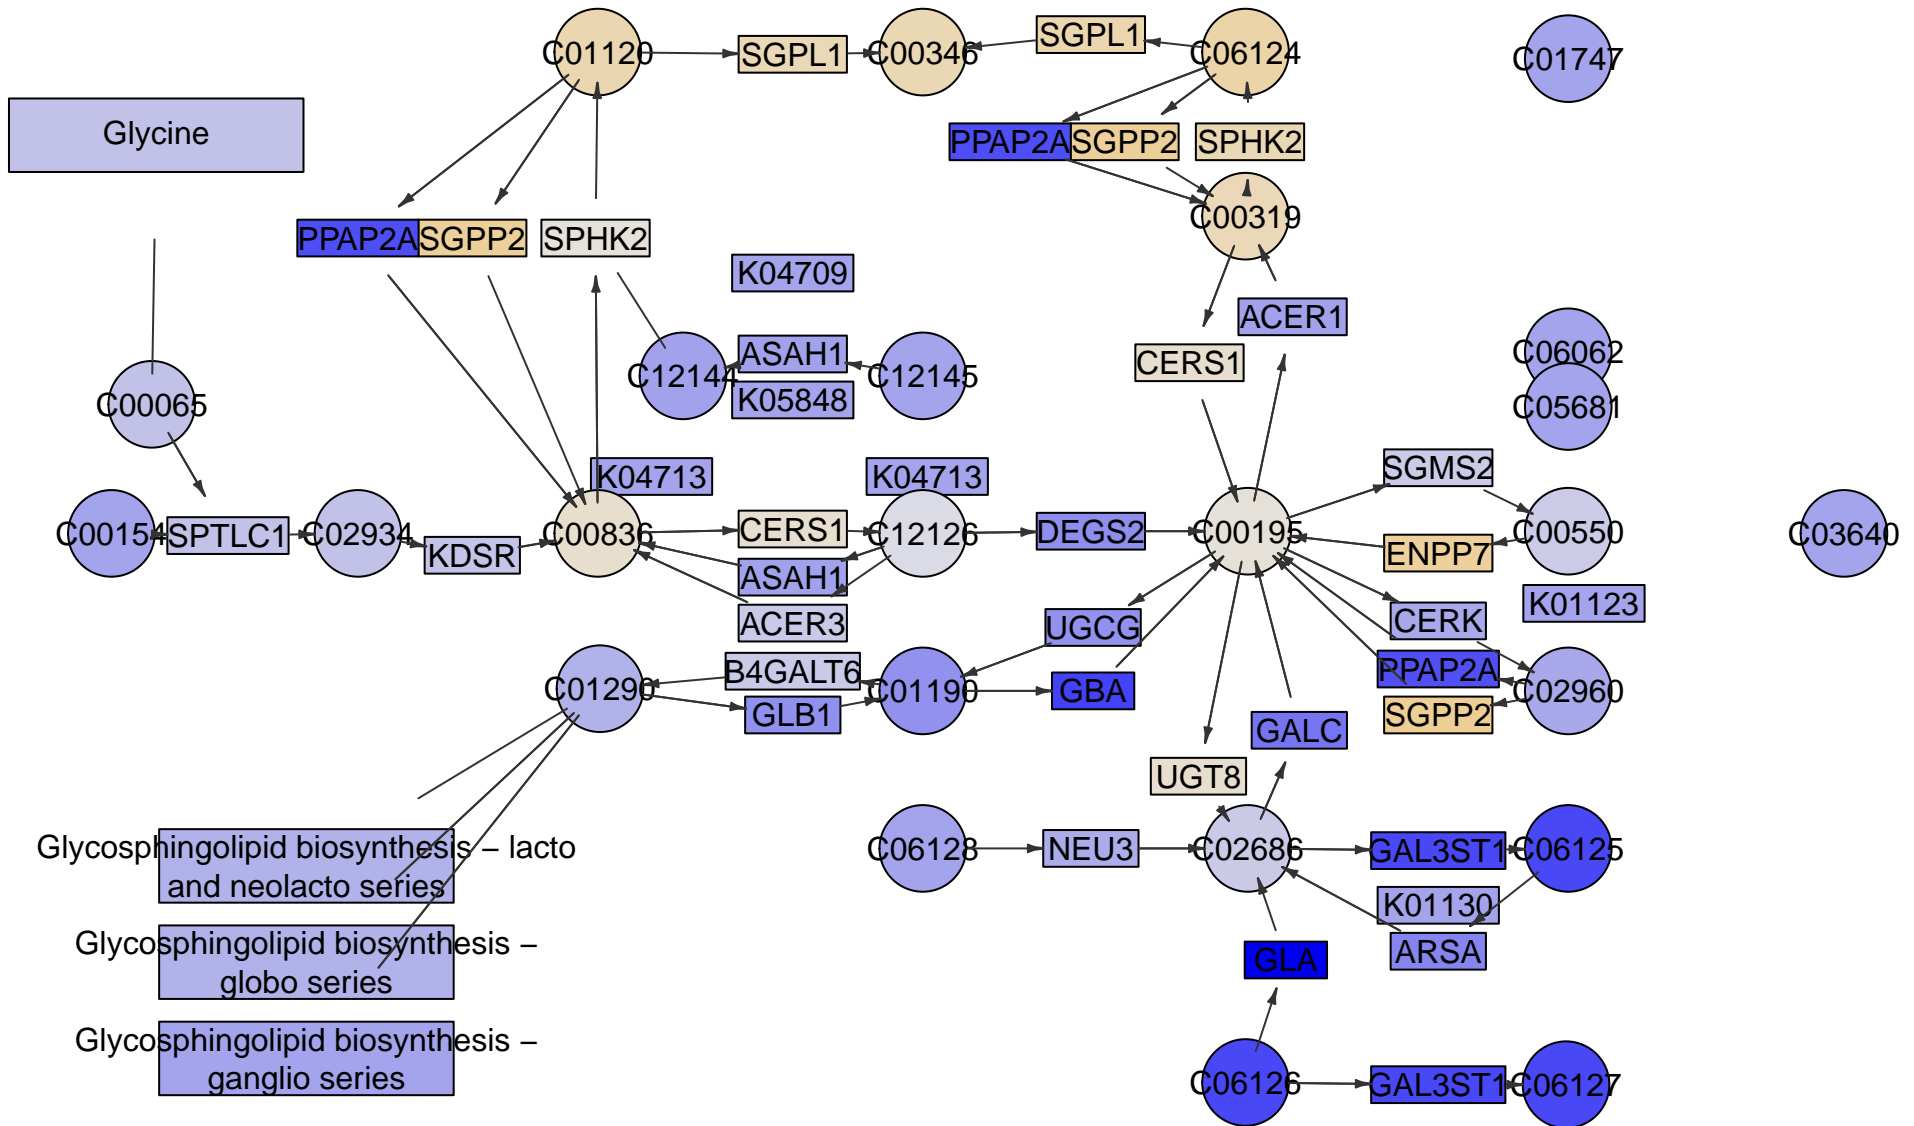 C01120
SGPL1
C00346
SGPL1
C06124
C01747
Glycine
PPAP2A
SGPP2
SPHK2
PPAP2A
SGPP2
SPHK2
C00319
K04709
ACER1
C12144
ASAH1
C12145
K05848
CERS1
C06062
C05681
C00065
K04713
K04713
SGMS2
C00154
SPTLC1
C02934
KDSR
C00836
CERS1
C12126
DEGS2
C00195
C00550
C03640
ENPP7
ASAH1
ACER3
K01123
UGCG
CERK
B4GALT6
PPAP2A
C01290
C01190
GBA
C02960
GLB1
SGPP2
GALC
UGT8
Glycosphingolipid biosynthesis – lacto
and neolacto series
C06128
NEU3
C02686
GAL3ST1
C06125
K01130
ARSA
Glycosphingolipid biosynthesis –
globo series
GLA
Glycosphingolipid biosynthesis –
ganglio series
C06126
GAL3ST1
C06127